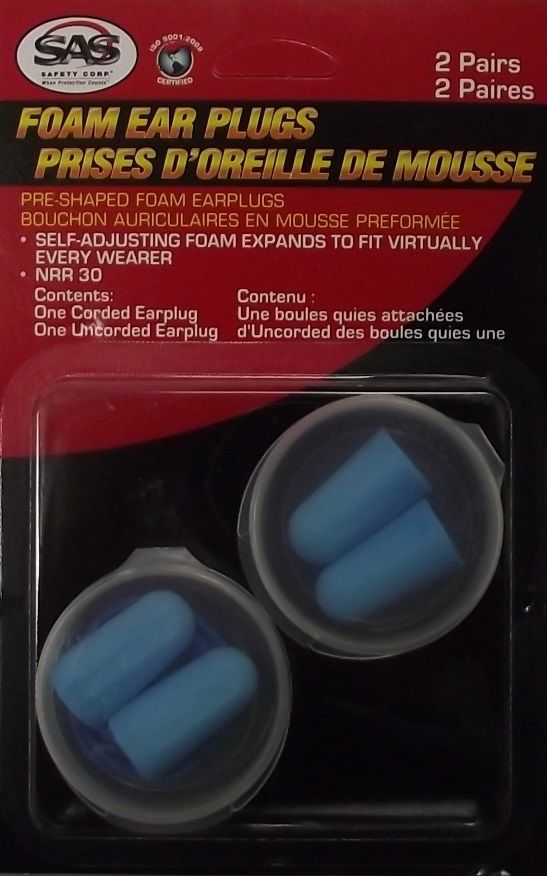 SAS
SAFETY CORP.®
When Protection Counts™
ISO 9001:2008
CERTIFIED
2 Pairs
2 Paires
FOAM EAR PLUGS
PRISES D'OREILLE DE MOUSSE
PRE-SHAPED FOAM EARPLUGS
BOUCHON AURICULAIRES EN MOUSSE PREFORMÉE
• SELF-ADJUSTING FOAM EXPANDS TO FIT VIRTUALLY
EVERY WEARER
• NRR 30
Contents:
One Corded Earplug
One Uncorded Earplug
Contenu :
Une boules quies attachées
d'Uncorded des boules quies une